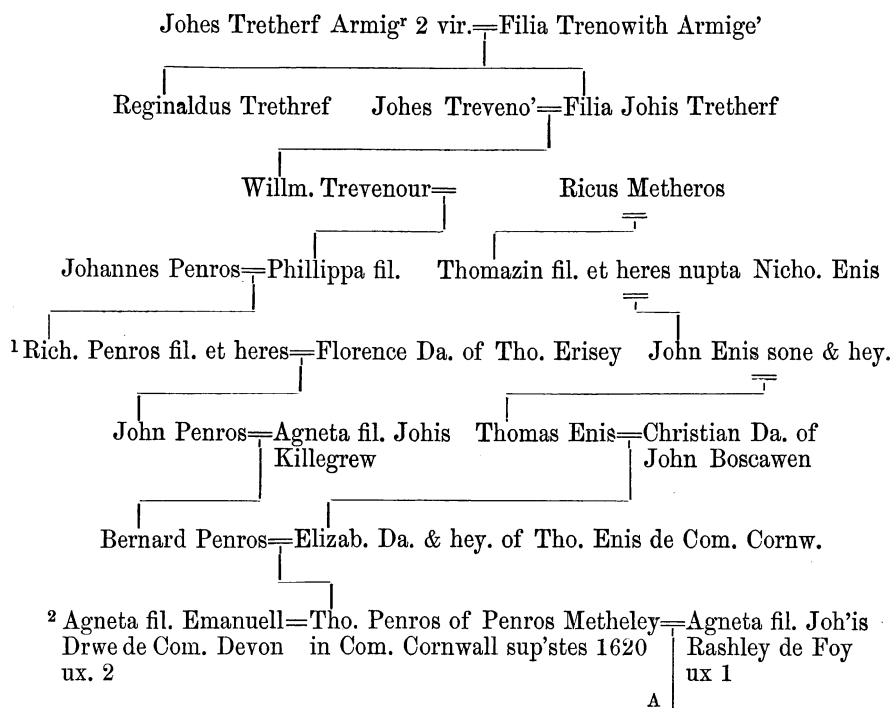 Johes Tretherf Armigʳ 2 vir.=Filia Trenowith Armige'
Reginaldus Trethref Johes Treveno'=Filia Johis Tretherf
Willm. Trevenour= Ricus Metheros
=
Johannes Penros=Phillippa fil. Thomazin fil. et heres nupta Nicho. Enis
=
¹ Rich. Penros fil. et heres=Florence Da. of Tho. Erisey John Enis sone & hey.
=
John Penros=Agneta fil. Johis Thomas Enis=Christian Da. of
Killegrew John Boscawen
Bernard Penros=Elizab. Da. & hey. of Tho. Enis de Com. Cornw.
² Agneta fil. Emanuell=Tho. Penros of Penros Metheley=Agneta fil. Joh'is
Drwe de Com. Devon in Com. Cornwall sup'stes 1620 Rashley de Foy
ux. 2 ux 1
A